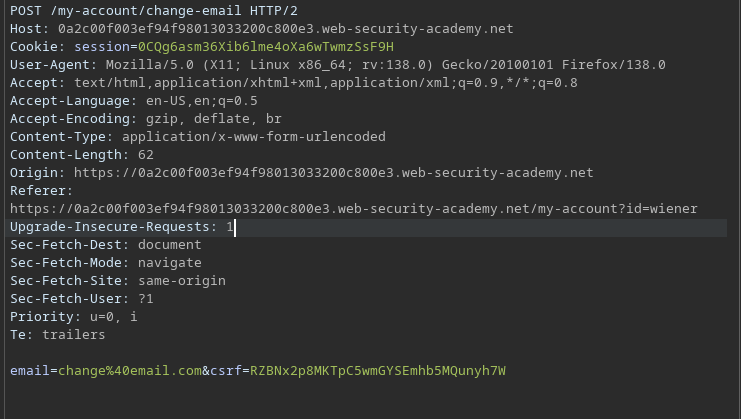 POST /my-account/change-email HTTP/2
Host: 0a2c00f003ef94f98013033200c800e3.web-security-academy.net
Cookie: session=0CQg6asm36Xib6lme4oXa6wTwmzSsF9H
User-Agent: Mozilla/5.0 (X11; Linux x86_64; rv:138.0) Gecko/20100101 Firefox/138.0
Accept: text/html,application/xhtml+xml,application/xml;q=0.9,*/*;q=0.8
Accept-Language: en-US,en;q=0.5
Accept-Encoding: gzip, deflate, br
Content-Type: application/x-www-form-urlencoded
Content-Length: 62
Origin: https://0a2c00f003ef94f98013033200c800e3.web-security-academy.net
Referer:
https://0a2c00f003ef94f98013033200c800e3.web-security-academy.net/my-account?id=wiener
Upgrade-Insecure-Requests: 1
Sec-Fetch-Dest: document
Sec-Fetch-Mode: navigate
Sec-Fetch-Site: same-origin
Sec-Fetch-User: ?1
Priority: u=0, i
Te: trailers
email=change%40email.com&csrf=RZBNx2p8MKTpC5wmGYSEmhb5MQunyh7W